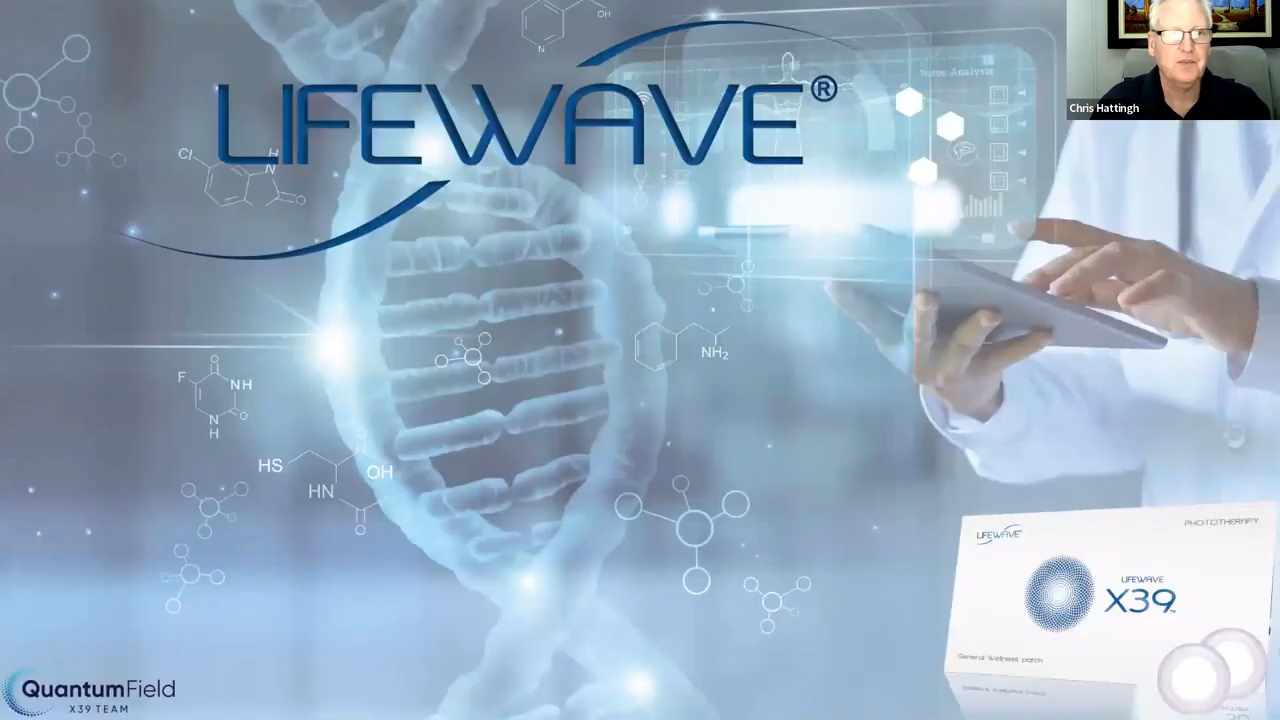 LIFEWAVE®
Chris Hattingh
Status Analysis
OH
N
Cl
H
N
O
NH₂
F
O
NH
O
N
H
HS
OH
HN
O
LIFEWAVE
PHOTOTHERAPY
LIFEWAVE
X39™
General Wellness patch
QuantumField
X39 TEAM